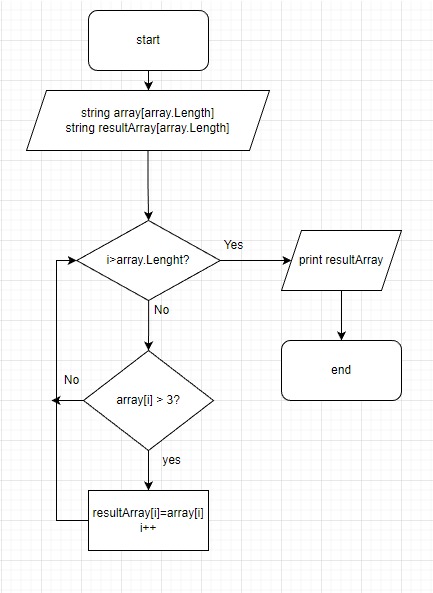 start
string array[array.Length]
string resultArray[array.Length]
i>array.Lenght?
Yes
print resultArray
No
end
No
array[i] > 3?
yes
resultArray[i]=array[i]
i++